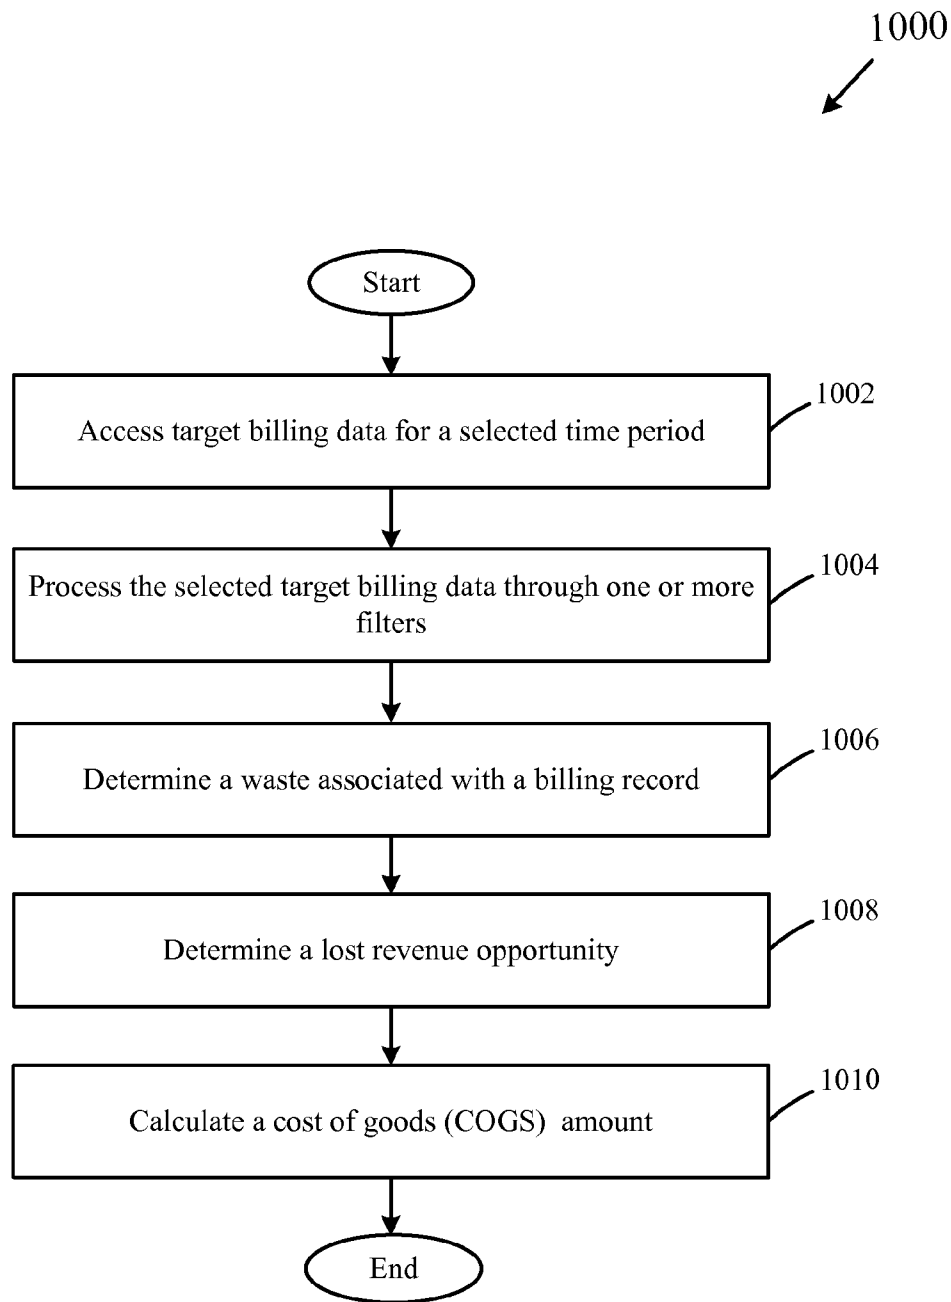 1000
Start
Access target billing data for a selected time period
1002
Process the selected target billing data through one or more
filters
1004
Determine a waste associated with a billing record
1006
Determine a lost revenue opportunity
1008
Calculate a cost of goods (COGS) amount
1010
End